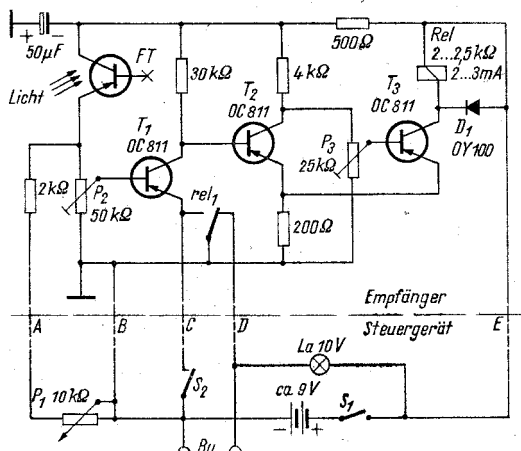 + -
50µF
FT
Licht
30kΩ
4kΩ
500Ω
Rel
2...2,5kΩ
2...3mA
T1
OC 811
T2
OC 811
T3
OC 811
D1
OY 100
2kΩ
P2
50kΩ
rel1
P3
25kΩ
200Ω
Empfänger
A B C D E
Steuergerät
La 10V
P1 10kΩ
S2
ca 9V
S1
- +
Bu